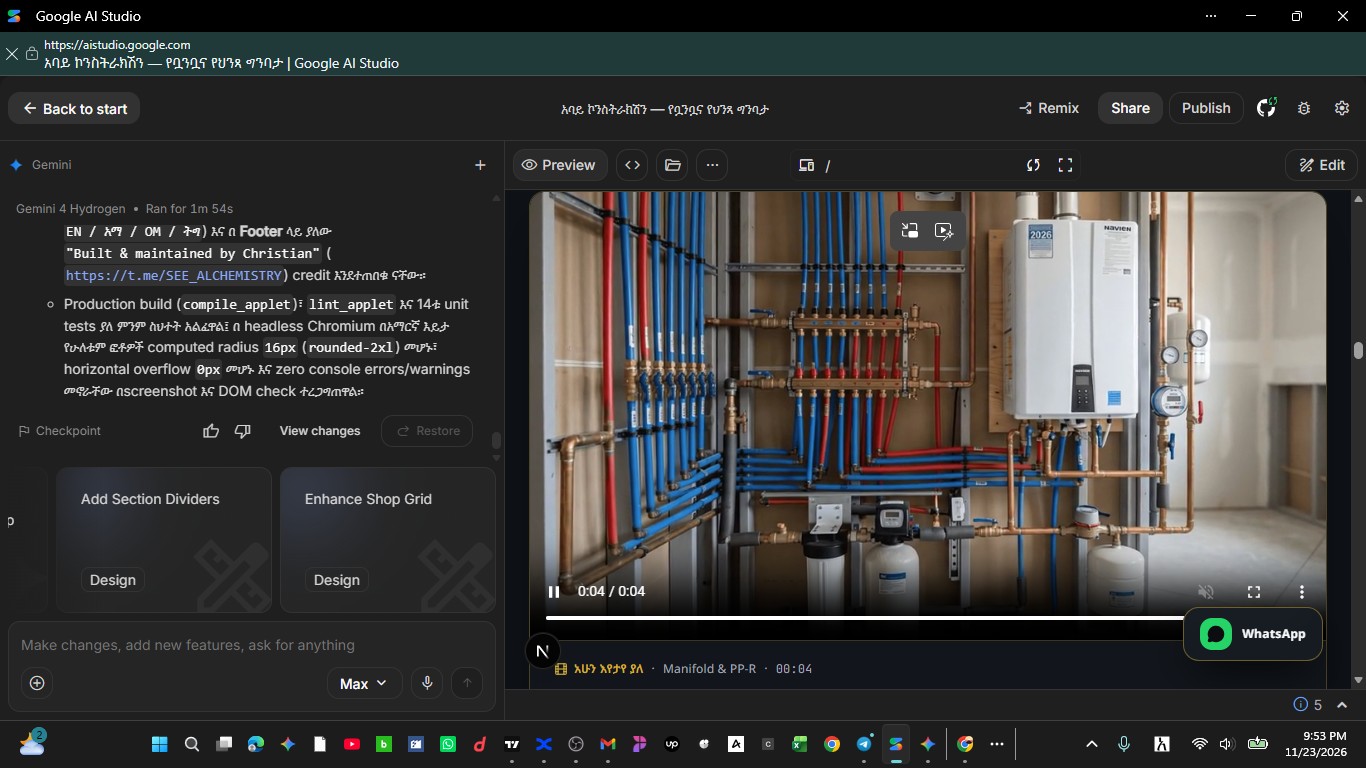 Google AI Studio
https://aistudio.google.com
አባይ ኮንስትራክሽን — የቧንቧና የህንጻ ግንባታ | Google AI Studio
Back to start
አባይ ኮንስትራክሽን — የቧንቧና የህንጻ ግንባታ
Remix
Share
Publish
Gemini
Preview
/
Edit
Gemini 4 Hydrogen • Ran for 1m 54s
EN / አማ / OM / ትግ) እና በ Footer ላይ ያለው
"Built & maintained by Christian" (
https://t.me/SEE_ALCHEMISTRY) credit እንደተጠበቁ ናቸው።
Production build (compile_applet)፣ lint_applet እና 14ቱ unit
tests ያለ ምንም ስህተት አልፈዋል፤ በ headless Chromium በአማርኛ እይታ
የሁለቱም ፎቶዎች computed radius 16px (rounded-2xl) መሆኑ፣
horizontal overflow 0px መሆኑ እና zero console errors/warnings
መኖራቸው በscreenshot እና DOM check ተረጋግጠዋል።
Checkpoint
View changes
Restore
p
Add Section Dividers
Design
Enhance Shop Grid
Design
Make changes, add new features, ask for anything
Max
2026
NAVIEN
0:04 / 0:04
WhatsApp
N
አሁን እየታየ ያለ · Manifold & PP-R · 00:04
5
2
9:53 PM
11/23/2026